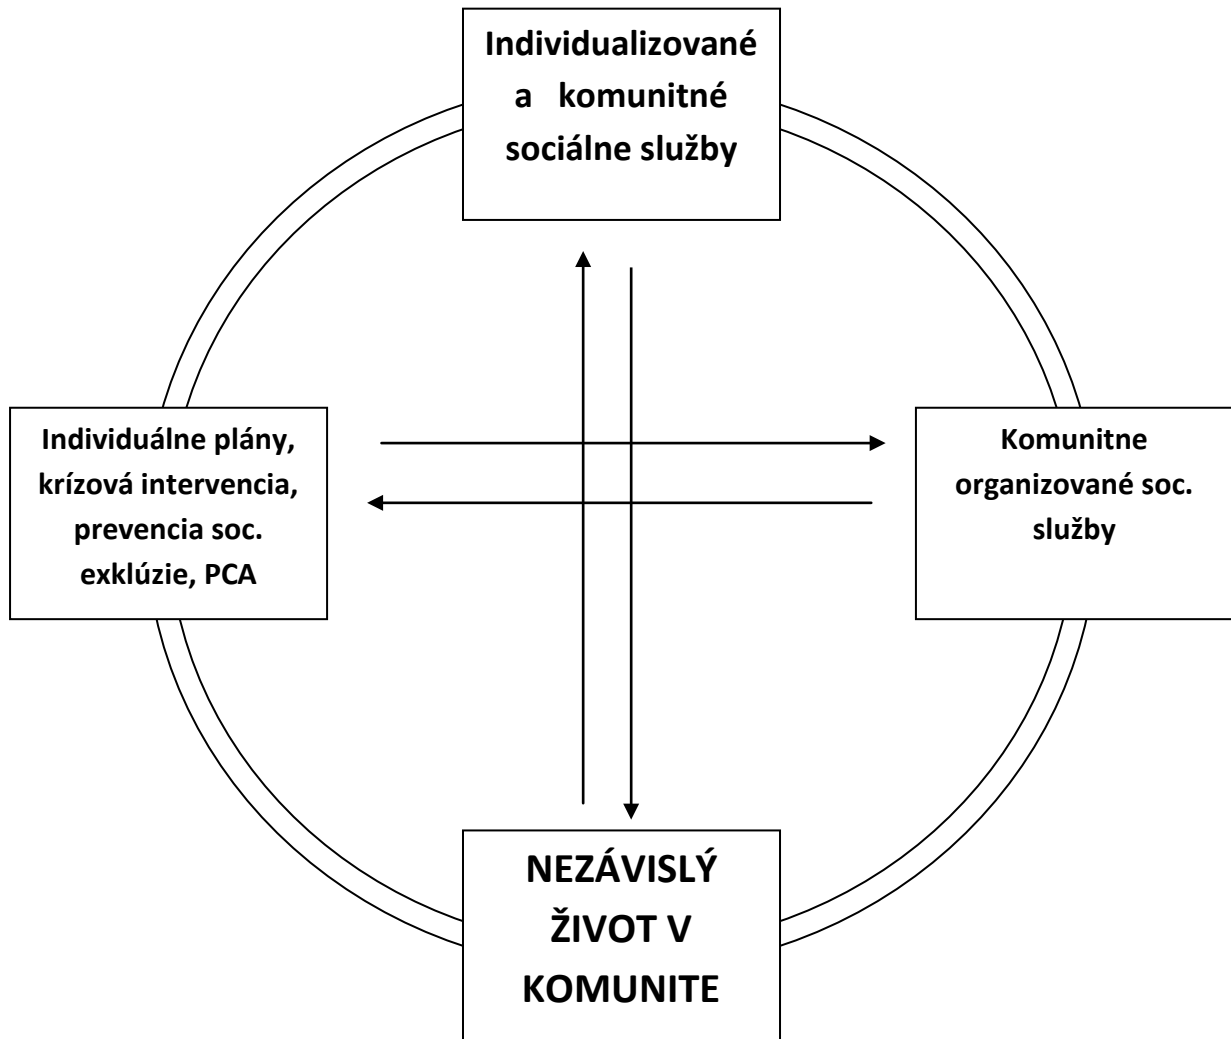 Individualizované
a komunitné
sociálne služby
Individuálne plány,
krízová intervencia,
prevencia soc.
exklúzie, PCA
Komunitne
organizované soc.
služby
NEZÁVISLÝ
ŽIVOT V
KOMUNITE